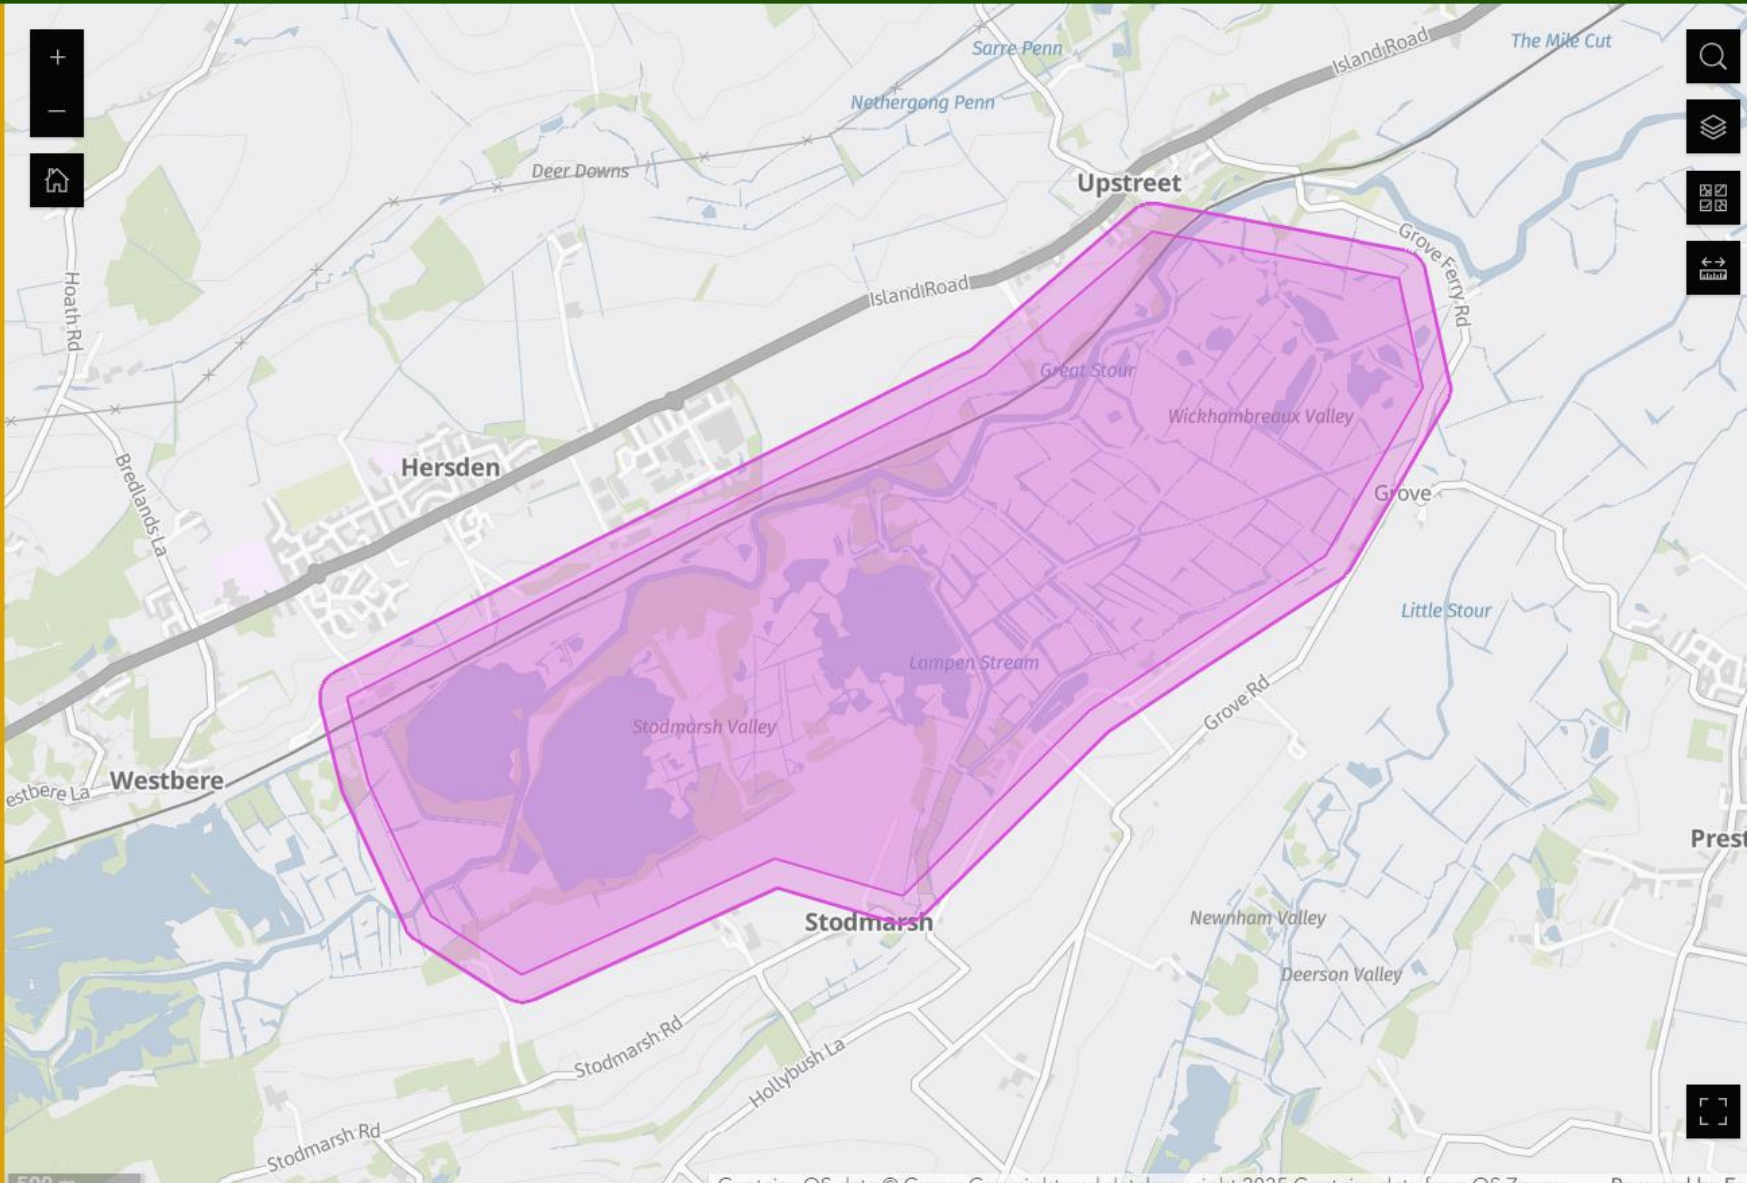 +
Sarre Penn
Island Road
The Mile Cut
Nethergong Penn
—
Deer Downs
Upstreet
Grove Ferry Rd
Hoath Rd
Island Road
Great Stour
Wickhambreaux Valley
Hersden
Grove
Bredlands La
Little Stour
Lampen Stream
Stodmarsh Valley
Grove Rd
Westbere
estbere La
Prest
Stodmarsh
Newnham Valley
Deerson Valley
Stodmarsh Rd
Hollybush La
Stodmarsh Rd